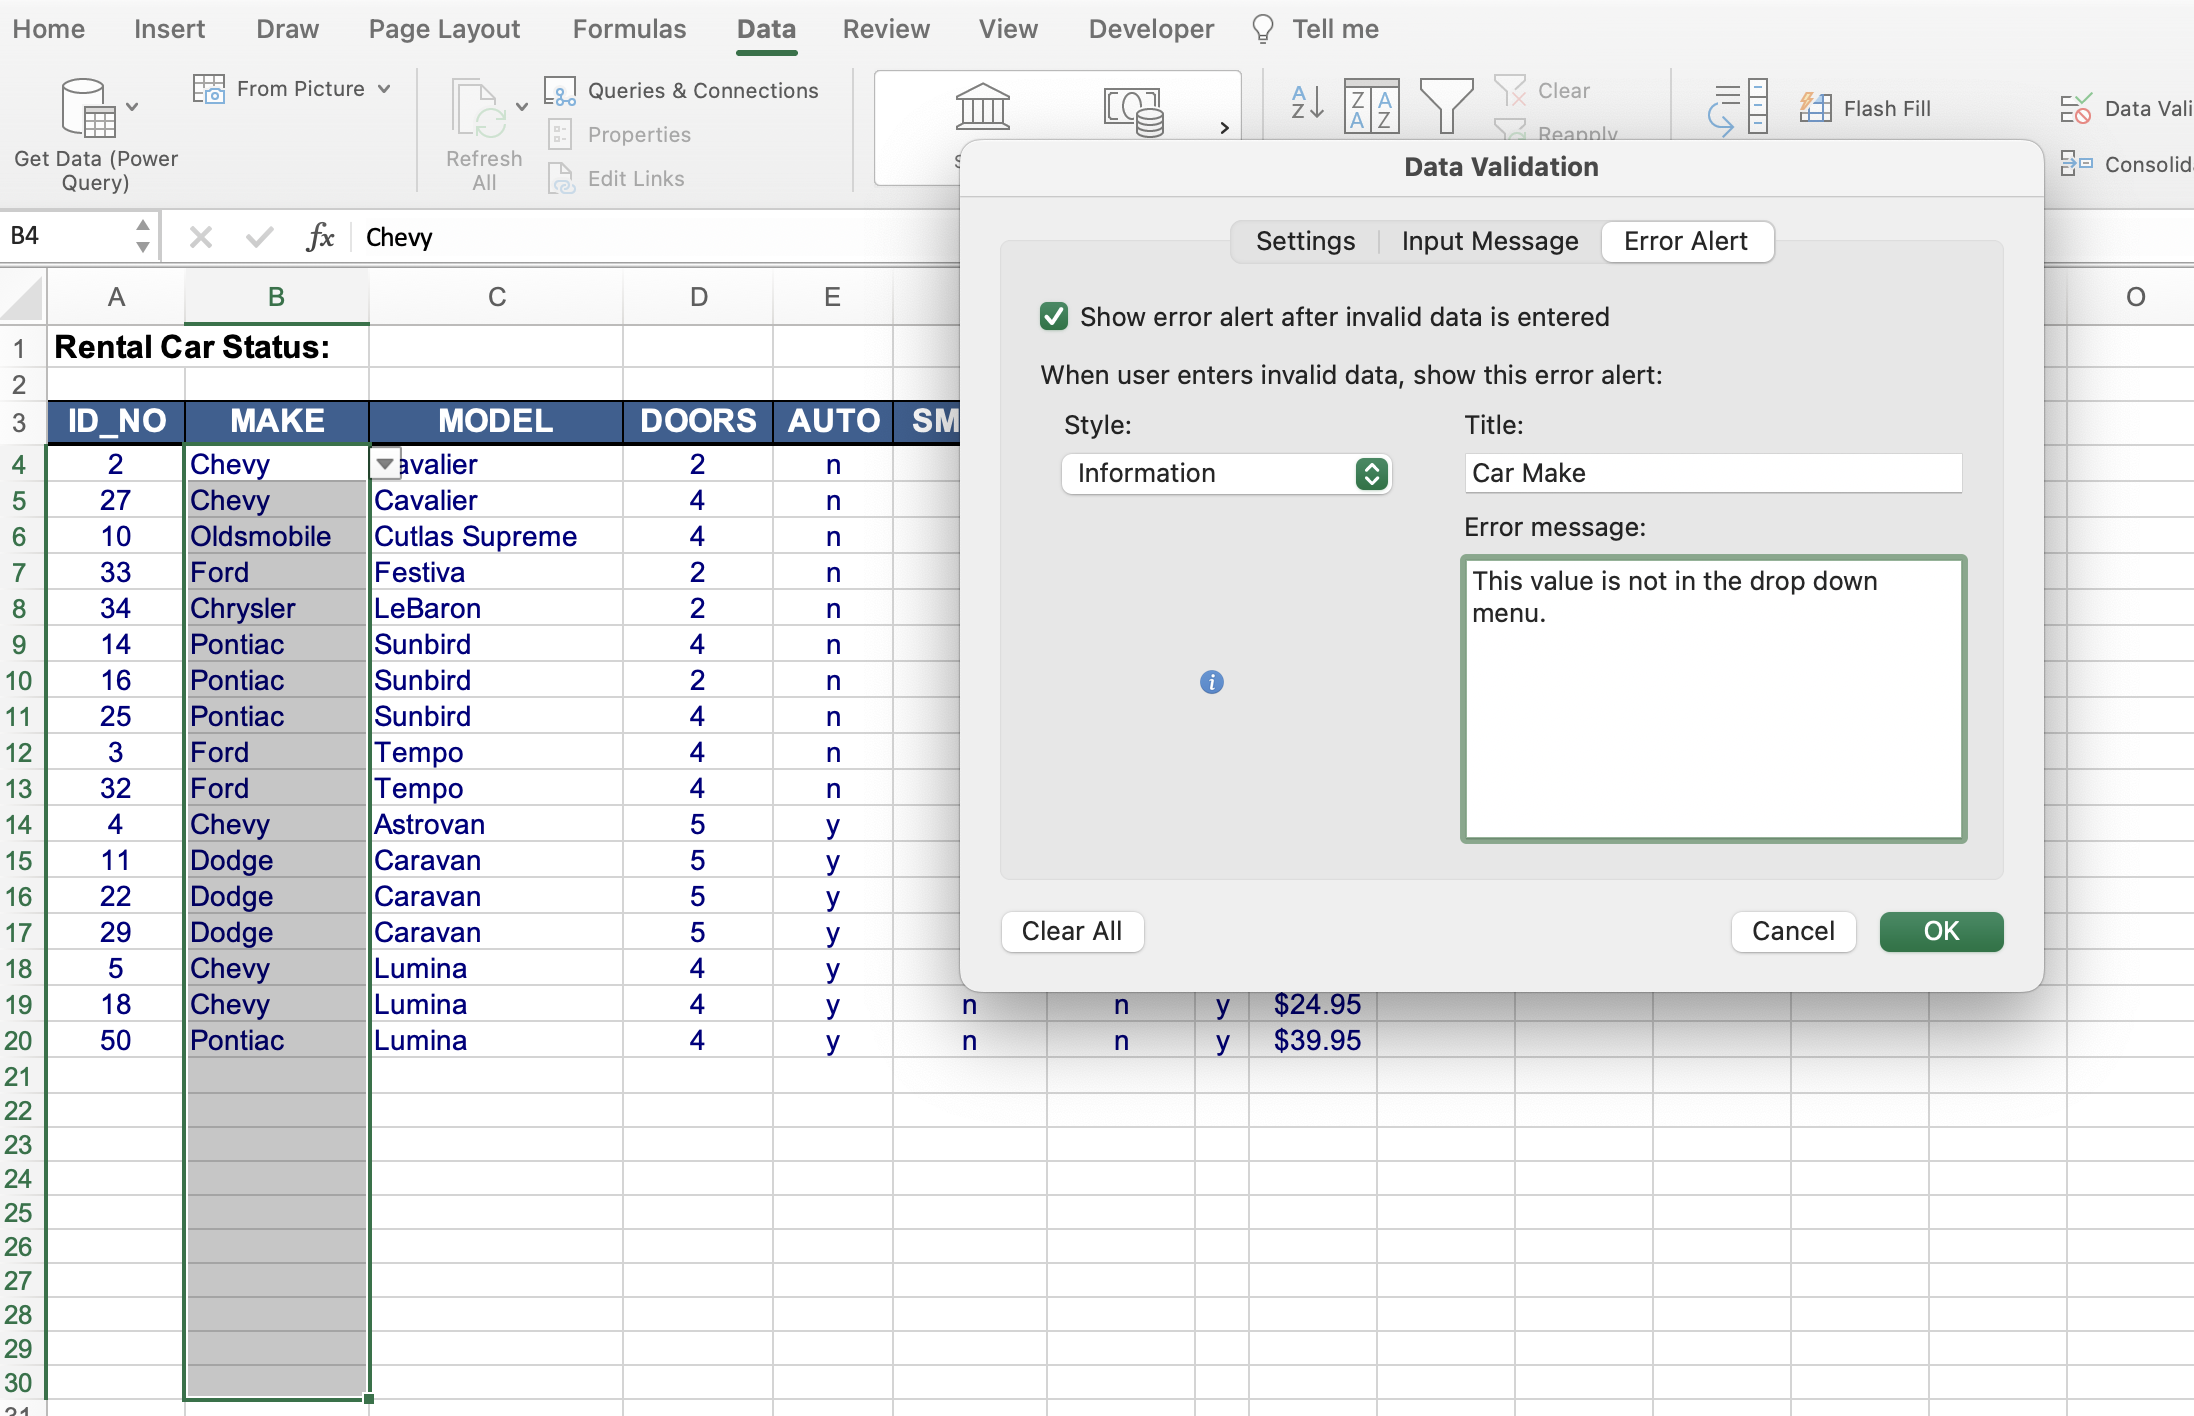 Home Insert Draw Page Layout Formulas Data Review View Developer Tell me
Get Data (Power Query)
From Picture
Refresh All
Queries & Connections
Properties
Edit Links
Clear
Reapply
Flash Fill
Data Vali
Consolid
B4 fx Chevy
A B C D E O
1 Rental Car Status:
2
3 ID_NO MAKE MODEL DOORS AUTO SM
4 2 Chevy avalier 2 n
5 27 Chevy Cavalier 4 n
6 10 Oldsmobile Cutlas Supreme 4 n
7 33 Ford Festiva 2 n
8 34 Chrysler LeBaron 2 n
9 14 Pontiac Sunbird 4 n
10 16 Pontiac Sunbird 2 n
11 25 Pontiac Sunbird 4 n
12 3 Ford Tempo 4 n
13 32 Ford Tempo 4 n
14 4 Chevy Astrovan 5 y
15 11 Dodge Caravan 5 y
16 22 Dodge Caravan 5 y
17 29 Dodge Caravan 5 y
18 5 Chevy Lumina 4 y
19 18 Chevy Lumina 4 y n n y $24.95
20 50 Pontiac Lumina 4 y n n y $39.95
21
22
23
24
25
26
27
28
29
30
31
Data Validation
Settings Input Message Error Alert
Show error alert after invalid data is entered
When user enters invalid data, show this error alert:
Style: Title:
Information Car Make
Error message:
This value is not in the drop down
menu.
Clear All Cancel OK